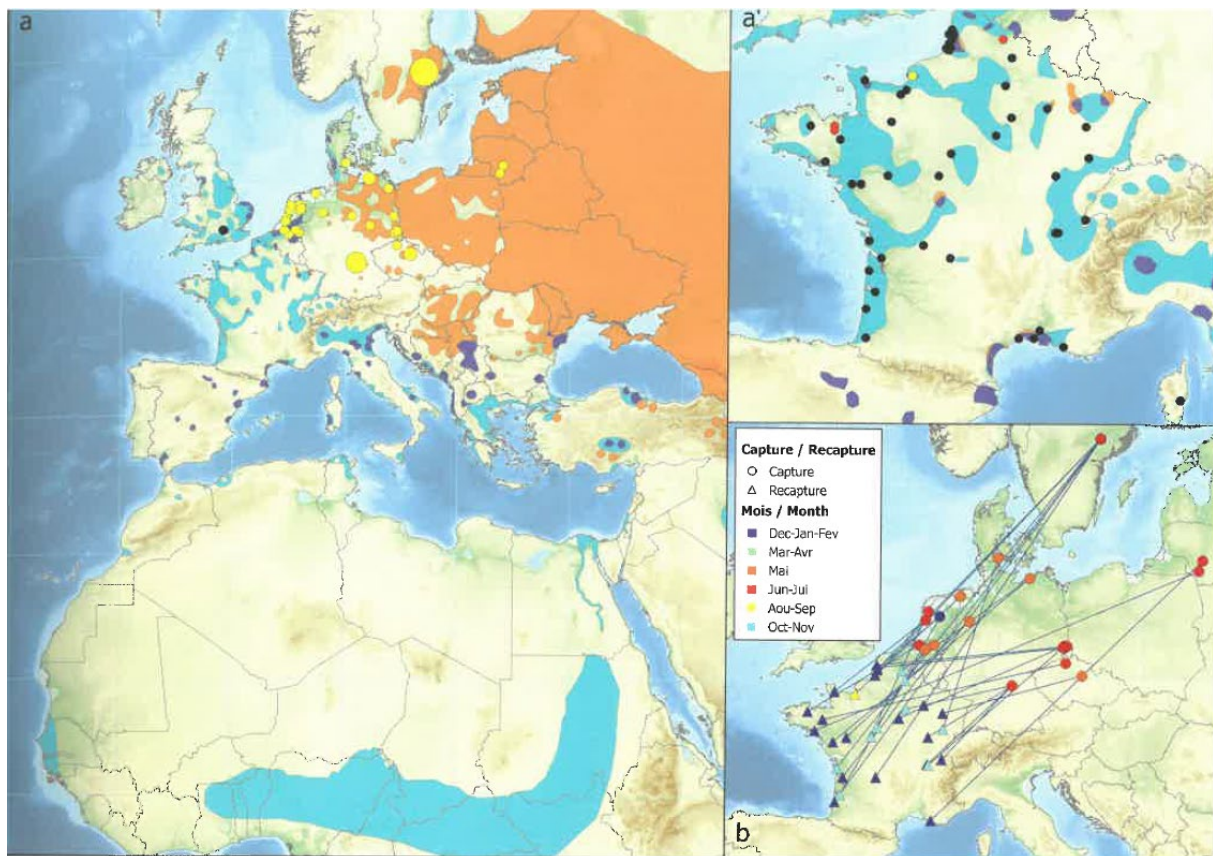 a
a'
Capture / Recapture
Capture
Recapture
Mois / Month
Dec-Jan-Fev
Mar-Avr
Mai
Jun-Jul
Aou-Sep
Oct-Nov
b